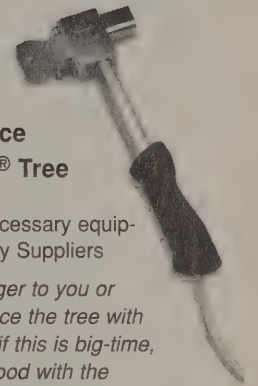 ce
® Tree
cessary equip-
y Suppliers
ger to you or
ce the tree with
if this is big-time,
ood with the